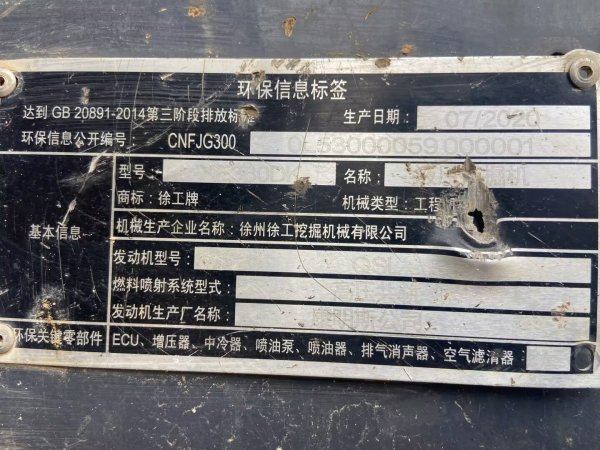 环保信息标签
达到 GB 20891-2014第三阶段排放标
生产日期: 07/2020
环保信息公开编号: CNFJG300 0L53000059 000001
型号:
名称:
商标: 徐工牌
机械类型: 工程
基本信息
机械生产企业名称: 徐州徐工挖掘机械有限公司
发动机型号:
燃料喷射系统型式:
发动机生产厂名称:
环保关键零部件 ECU、增压器、中冷器、喷油泵、喷油器、排气消声器、空气滤清器